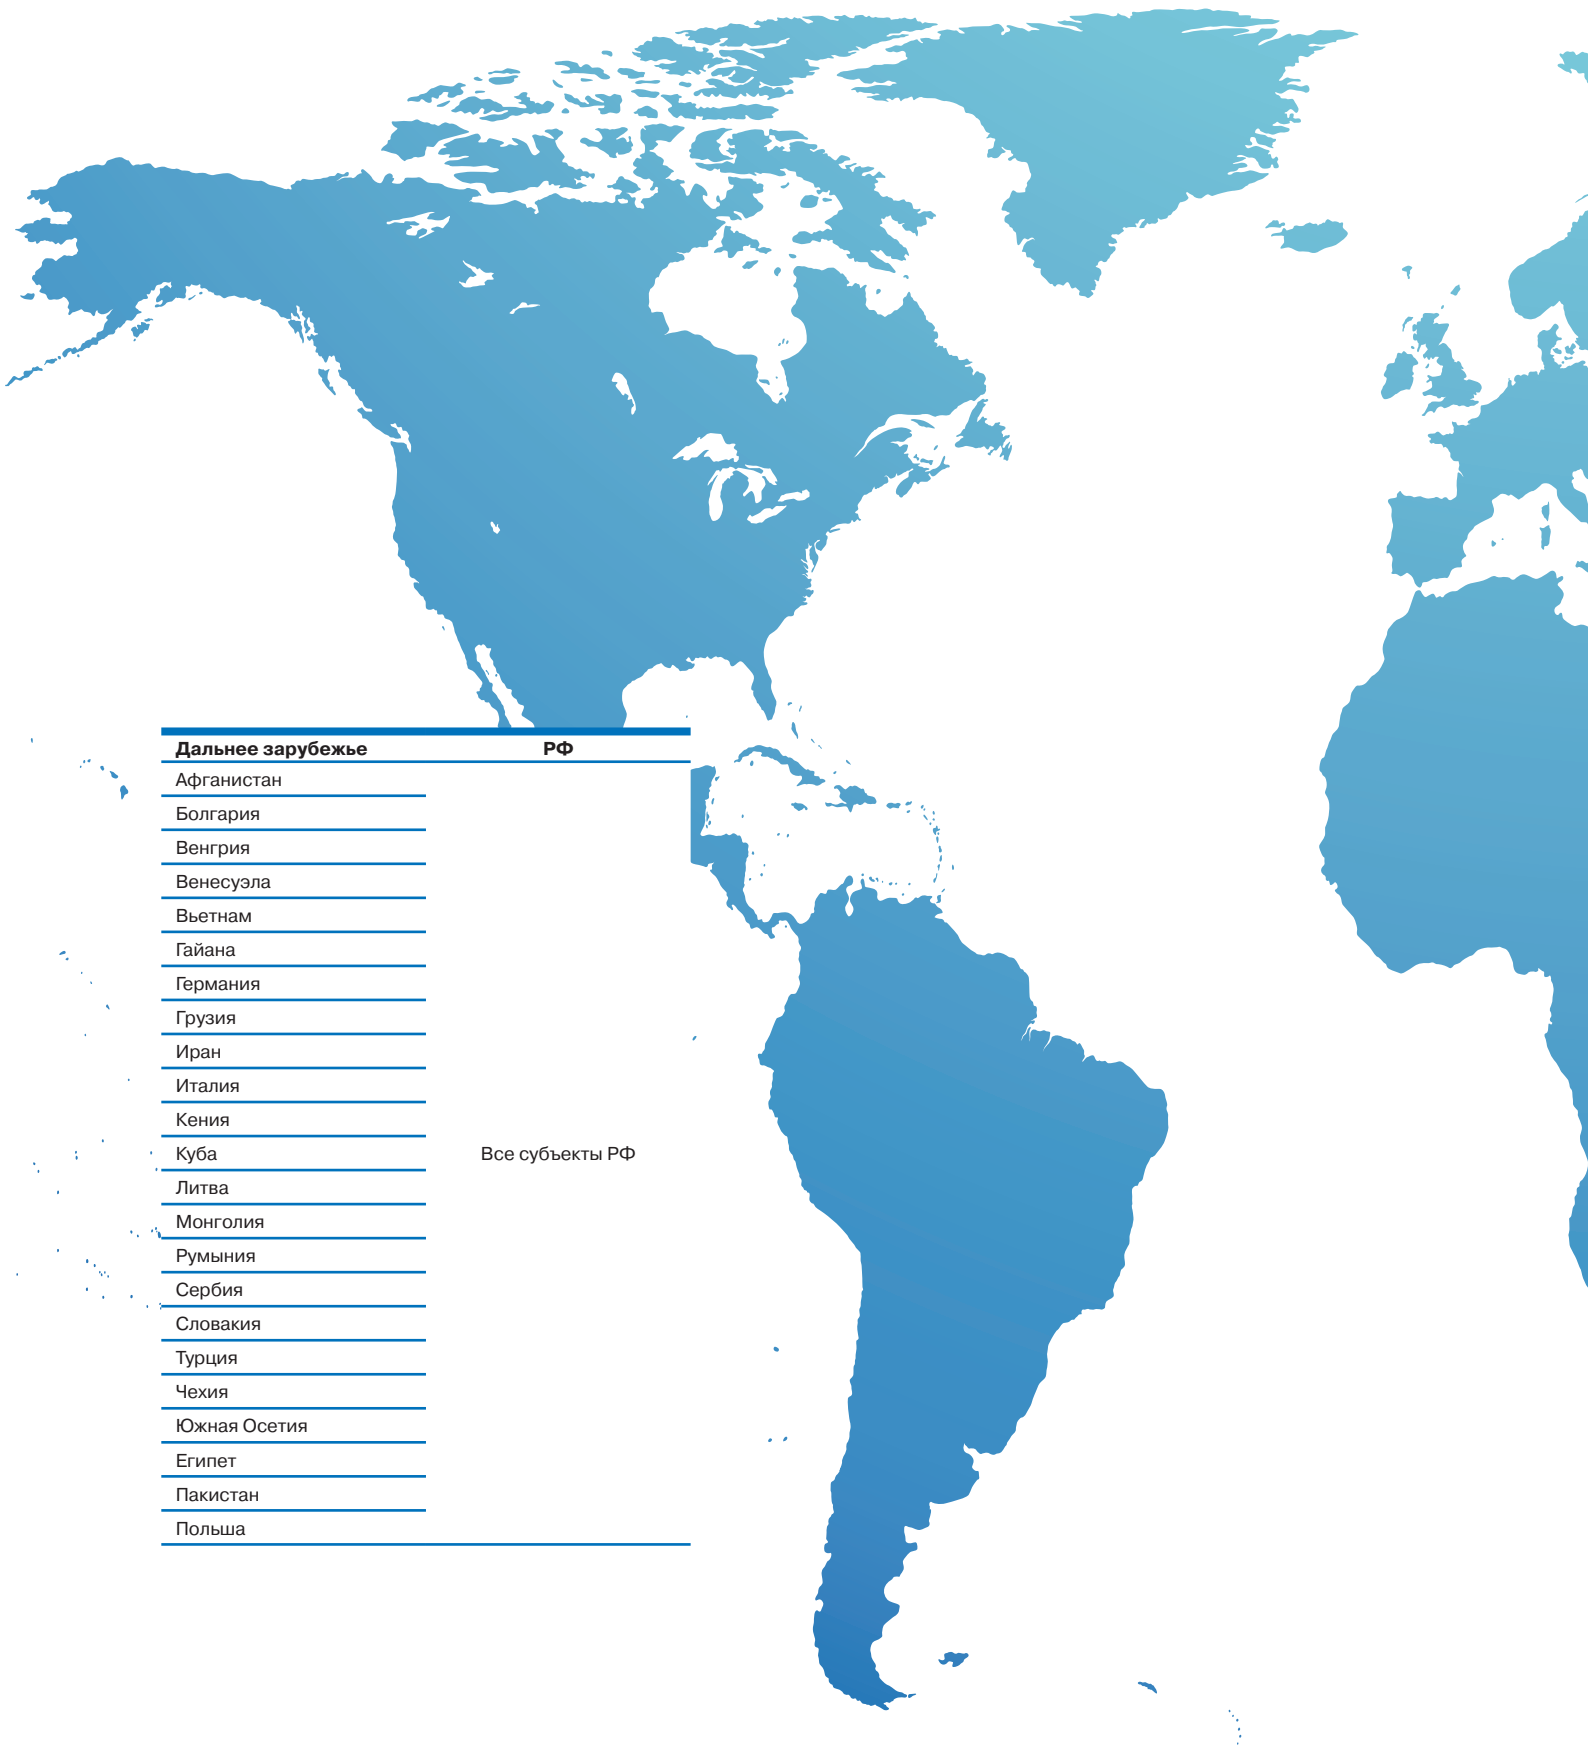 Дальнее зарубежье РФ
Афганистан
Болгария
Венгрия
Венесуэла
Вьетнам
Гайана
Германия
Грузия
Иран
Италия
Кения
Куба Все субъекты РФ
Литва
Монголия
Румыния
Сербия
Словакия
Турция
Чехия
Южная Осетия
Египет
Пакистан
Польша